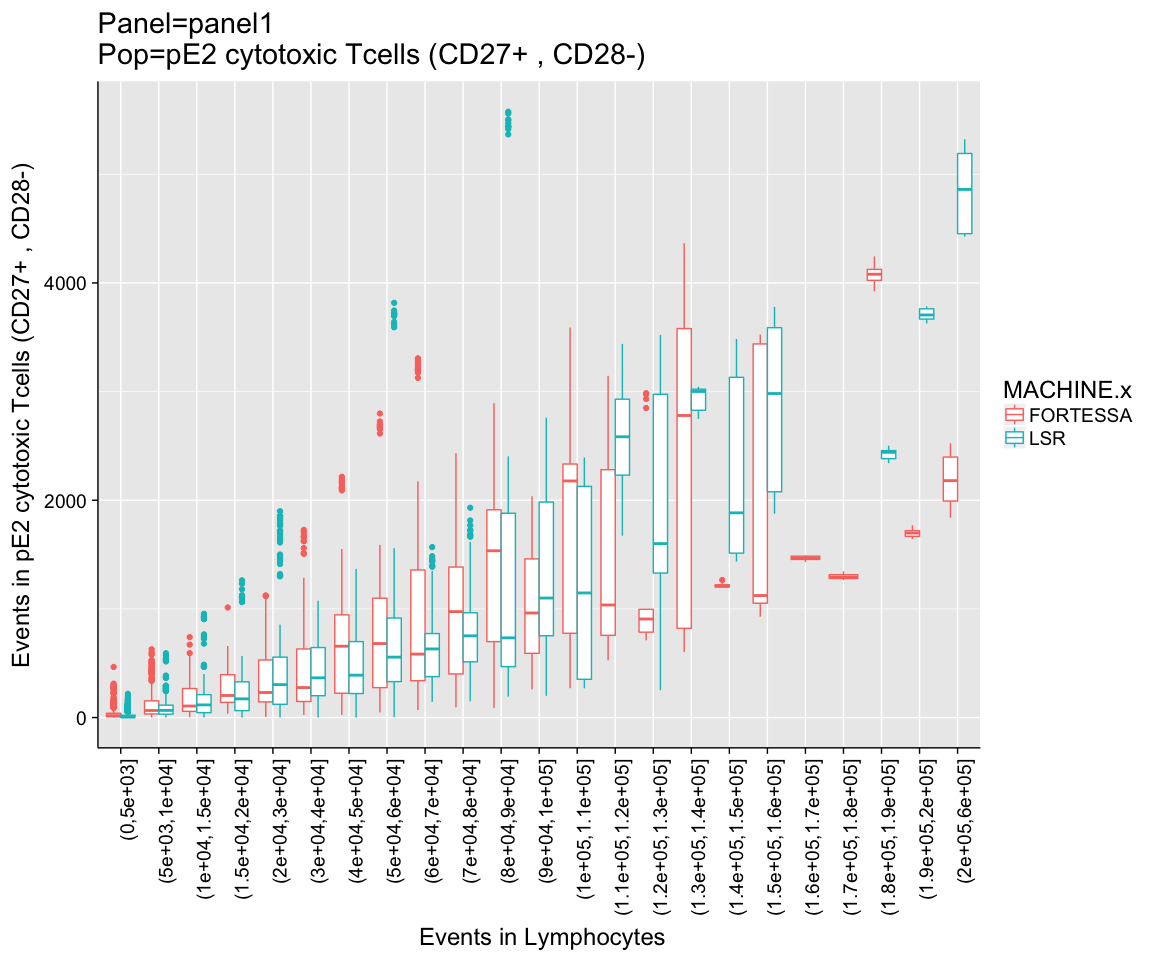 Panel=panel1
Pop=pE2 cytotoxic Tcells (CD27+ , CD28-)
Events in pE2 cytotoxic Tcells (CD27+ , CD28-)
4000
2000
0
MACHINE.x
FORTESSA
LSR
(0,5e+03]
(5e+03,1e+04]
(1e+04,1.5e+04]
(1.5e+04,2e+04]
(2e+04,3e+04]
(3e+04,4e+04]
(4e+04,5e+04]
(5e+04,6e+04]
(6e+04,7e+04]
(7e+04,8e+04]
(8e+04,9e+04]
(9e+04,1e+05]
(1e+05,1.1e+05]
(1.1e+05,1.2e+05]
(1.2e+05,1.3e+05]
(1.3e+05,1.4e+05]
(1.4e+05,1.5e+05]
(1.5e+05,1.6e+05]
(1.6e+05,1.7e+05]
(1.7e+05,1.8e+05]
(1.8e+05,1.9e+05]
(1.9e+05,2e+05]
(2e+05,6e+05]
Events in Lymphocytes